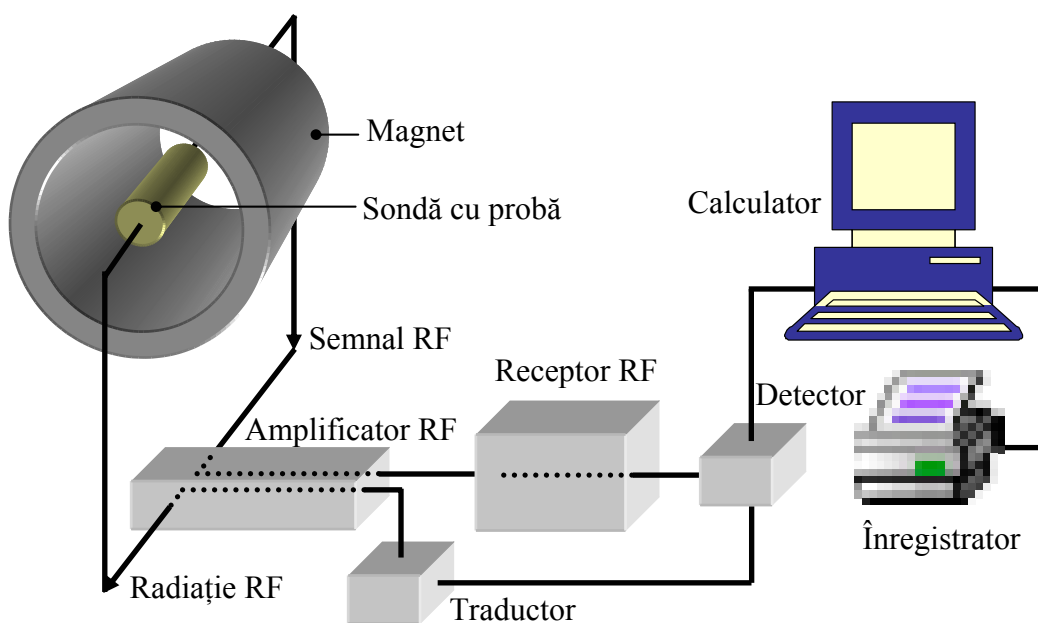 Magnet
Sondă cu probă
Calculator
Semnal RF
Receptor RF
Detector
Amplificator RF
Înregistrator
Radiație RF
Traductor